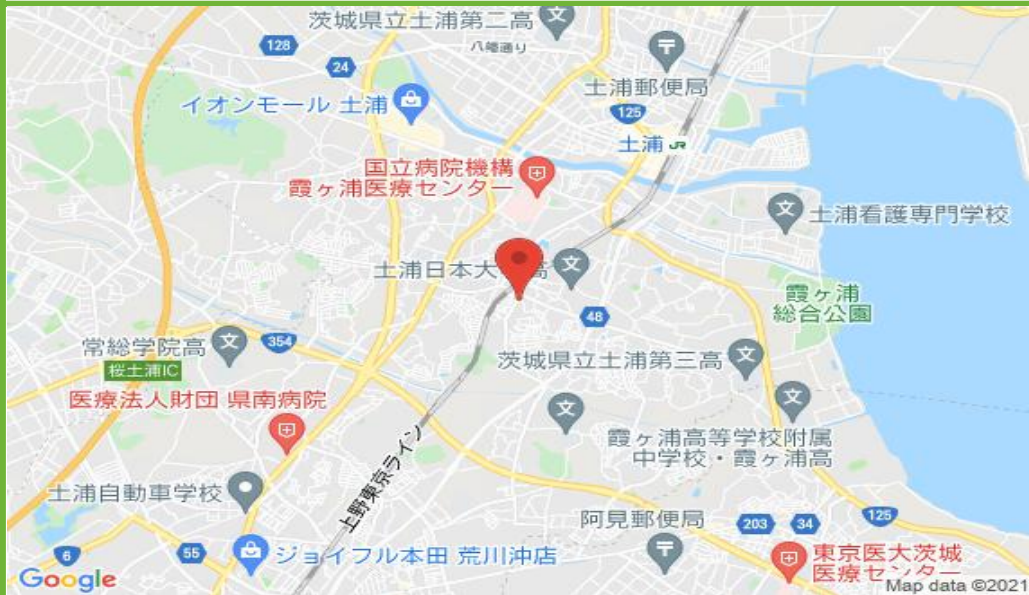 茨城県立土浦第二高
八幡通り
128
24
土浦郵便局
イオンモール 土浦
125
土浦 JR
国立病院機構
霞ヶ浦医療センター
土浦看護専門学校
土浦日本大 高
霞ヶ浦
総合公園
48
常総学院高
354
桜土浦IC
茨城県立土浦第三高
医療法人財団 県南病院
霞ヶ浦高等学校附属
中学校・霞ヶ浦高
上野東京ライン
土浦自動車学校
阿見郵便局
203
34
125
6
55
ジョイフル本田 荒川沖店
東京医大茨城
医療センター
Google
Map data ©2021